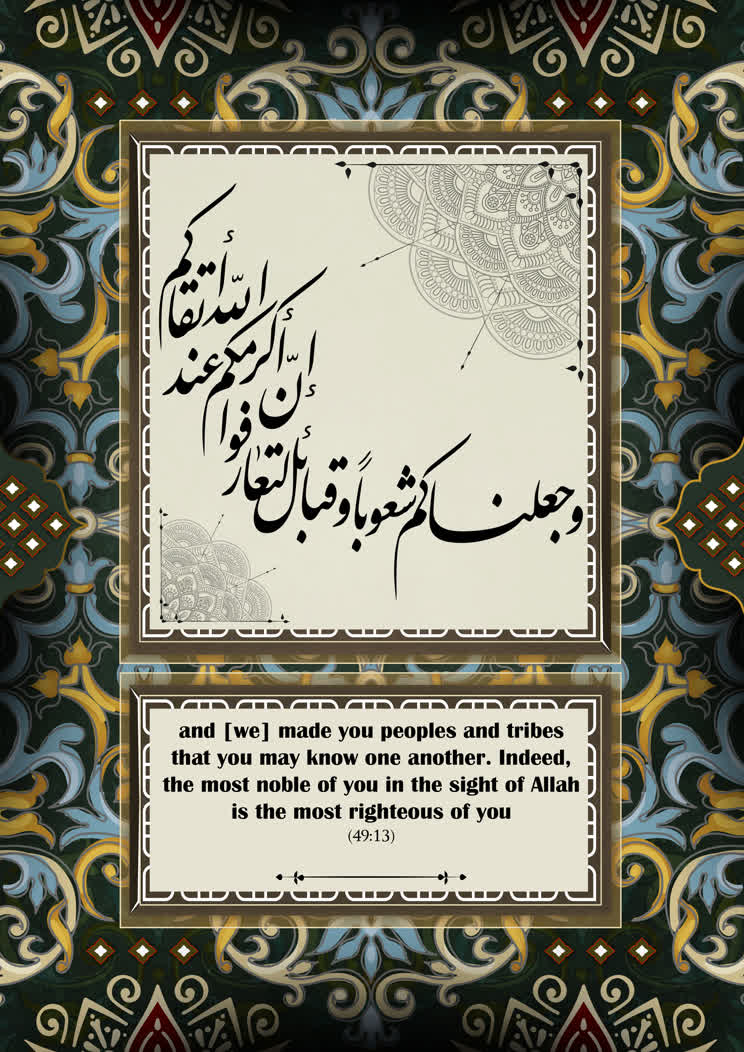 وجعلناكم شعوباً وقبائل لتعارفوا
إنّ أكرمكم عند
اللّه أتقاكم
and [we] made you peoples and tribes
that you may know one another. Indeed,
the most noble of you in the sight of Allah
is the most righteous of you
(49:13)